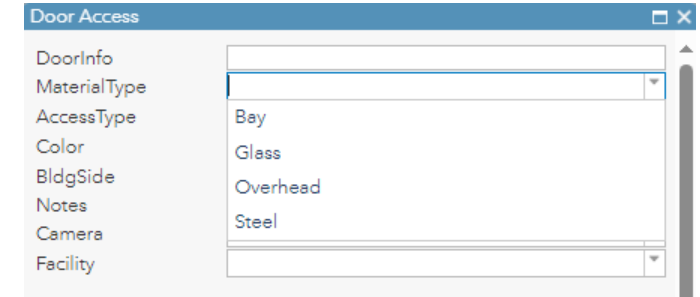 Door Access
DoorInfo
MaterialType
AccessType Bay
Color Glass
BldgSide Overhead
Notes Steel
Camera
Facility